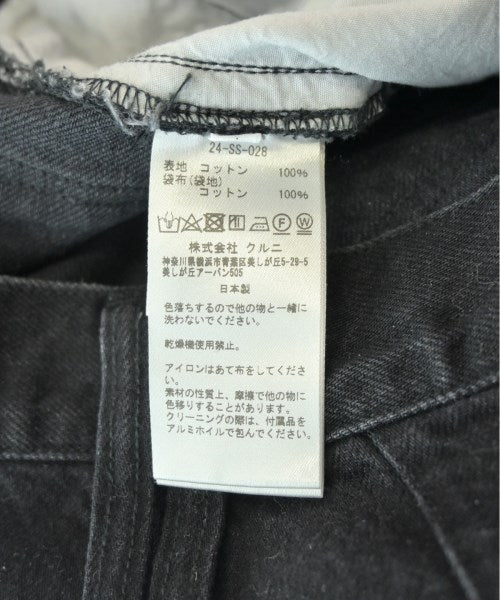 24-SS-028
表地 コットン 100%
袋布(袋地)
コットン 100%
株式会社 クルニ
神奈川県横浜市青葉区美しが丘5-29-5
美しが丘アーバン505
日本製
色落ちするので他の物と一緒に
洗わないでください。
乾燥機使用禁止。
アイロンはあて布をしてくださ
い。
素材の性質上、摩擦で他の物に
色移りすることがあります。
クリーニングの際は、付属品を
アルミホイルで包んでください。